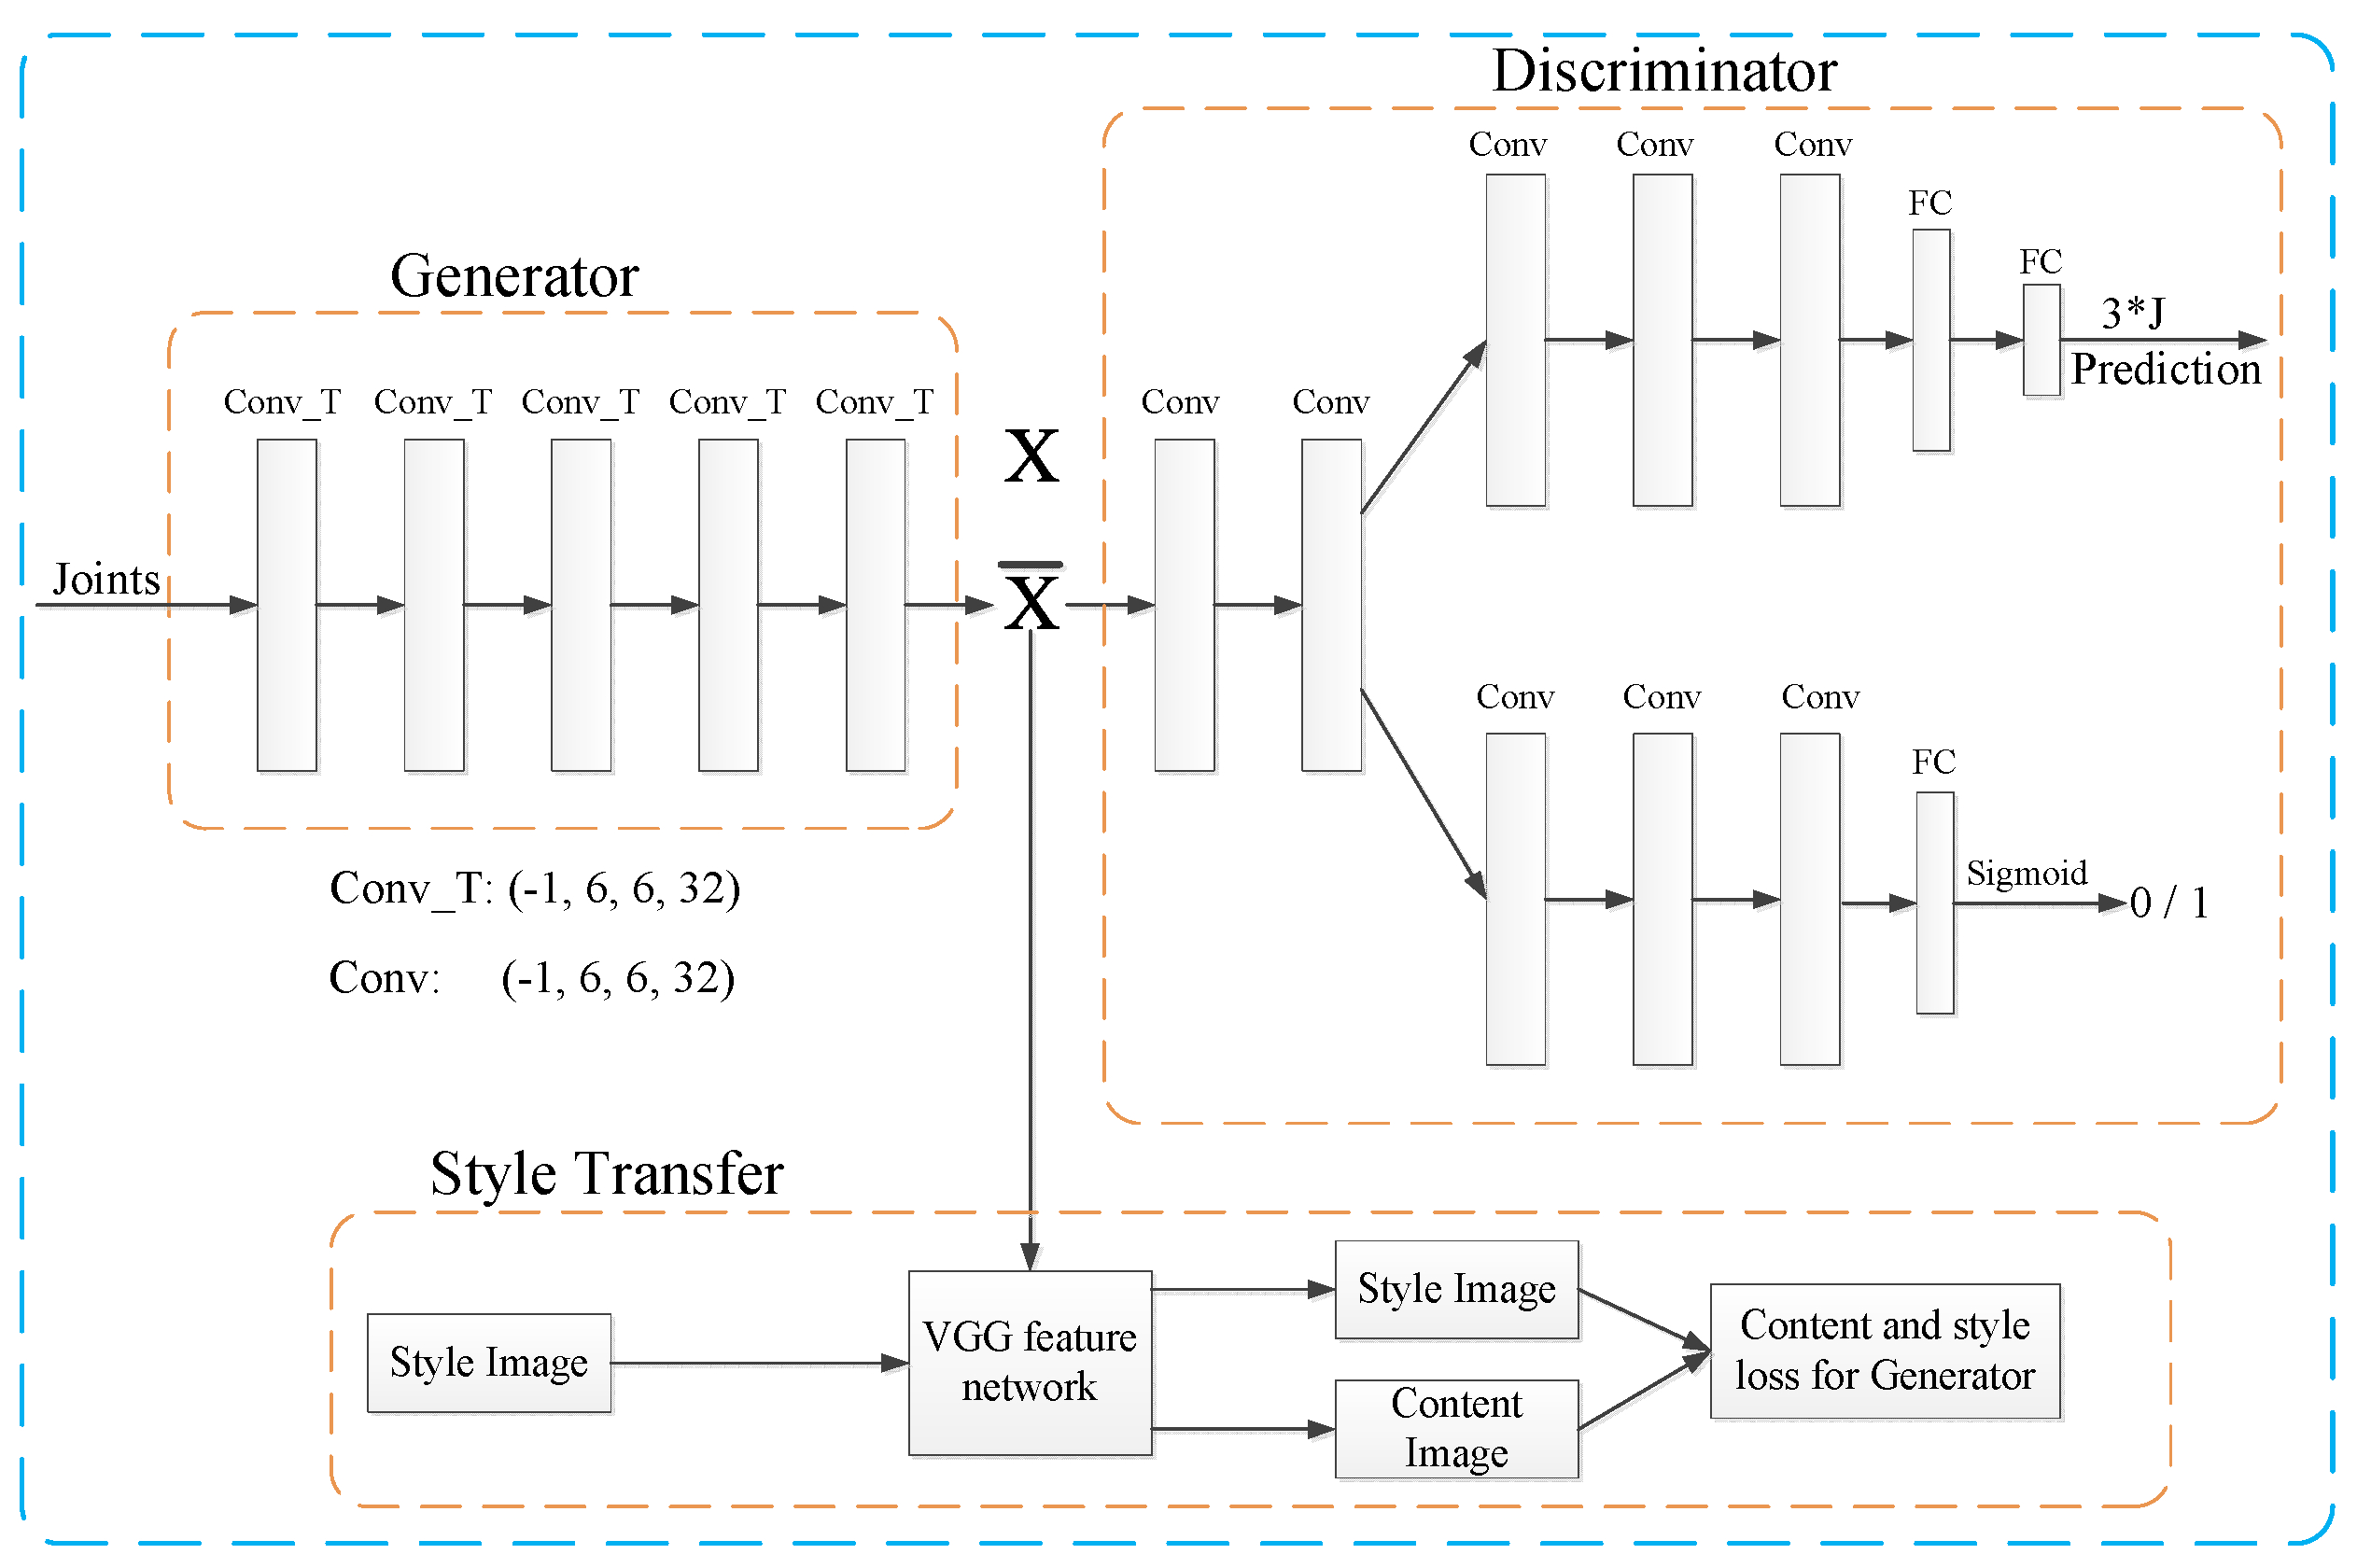 Discriminator
Conv Conv Conv
FC
FC
3*J
Prediction
Generator
Conv_T Conv_T Conv_T Conv_T Conv_T
X
Conv Conv
Joints
X̅
Conv Conv Conv
FC
Sigmoid
0 / 1
Conv_T: (-1, 6, 6, 32)
Conv: (-1, 6, 6, 32)
Style Transfer
Style Image
VGG feature
network
Style Image
Content
Image
Content and style
loss for Generator